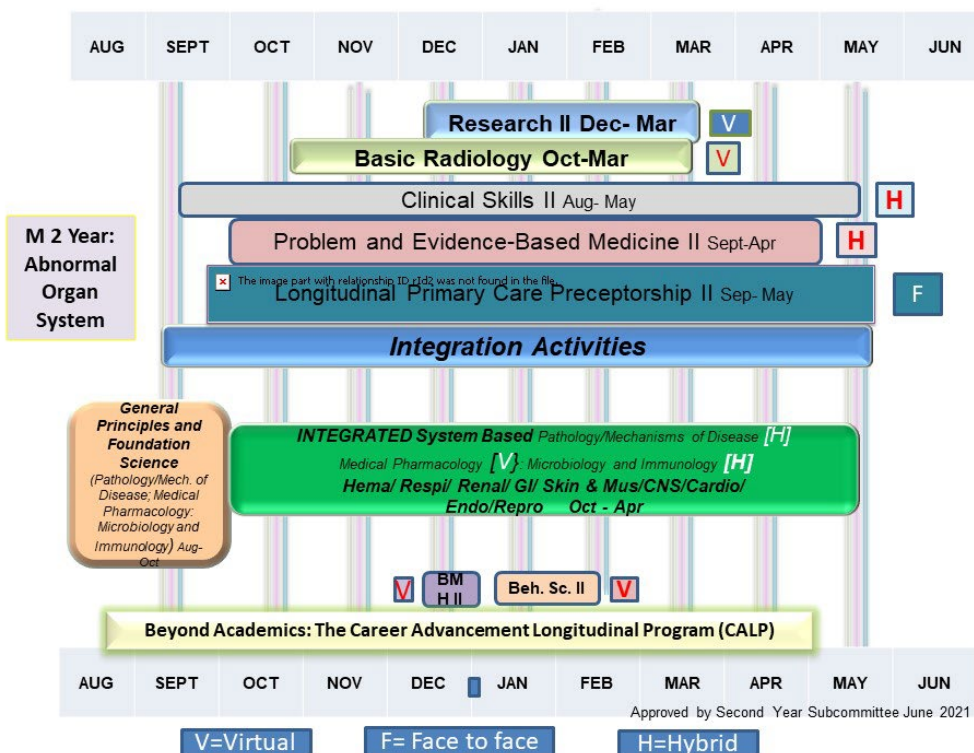 AUG SEPT OCT NOV DEC JAN FEB MAR APR MAY JUN
Research II Dec- Mar
V
Basic Radiology Oct-Mar
V
Clinical Skills II Aug- May
H
M 2 Year:
Abnormal
Organ
System
Problem and Evidence-Based Medicine II Sept-Apr
H
The image part with relationship ID rId2 was not found in the file.
Longitudinal Primary Care Preceptorship II Sep- May
F
Integration Activities
General
Principles and
Foundation
Science
(Pathology/Mech. of
Disease; Medical
Pharmacology:
Microbiology and
Immunology) Aug-
Oct
INTEGRATED System Based Pathology/Mechanisms of Disease [H]
Medical Pharmacology [V}: Microbiology and Immunology [H]
Hema/ Respi/ Renal/ GI/ Skin & Mus/CNS/Cardio/
Endo/Repro Oct - Apr
V
BM
H II
Beh. Sc. II
V
Beyond Academics: The Career Advancement Longitudinal Program (CALP)
AUG SEPT OCT NOV DEC JAN FEB MAR APR MAY JUN
Approved by Second Year Subcommittee June 2021
V=Virtual
F= Face to face
H=Hybrid